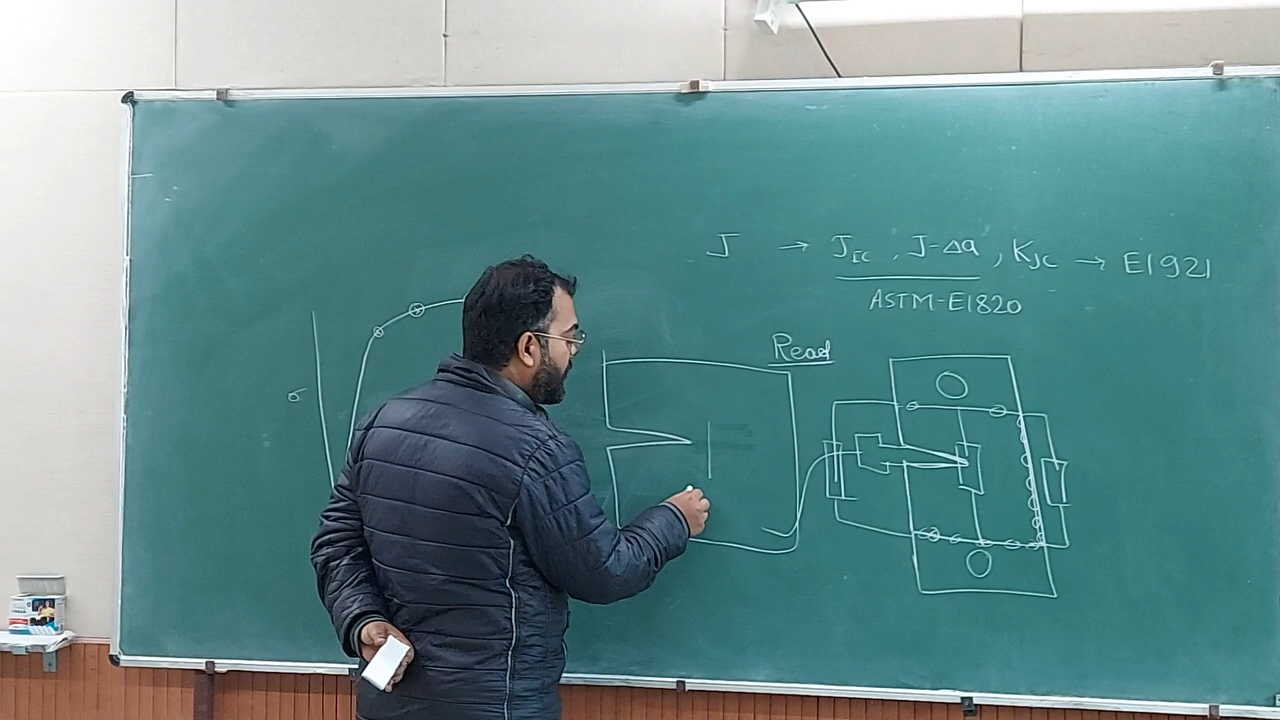 J → J_IC , J-Δa , K_JC → E1921
ASTM-E1820
Read
σ